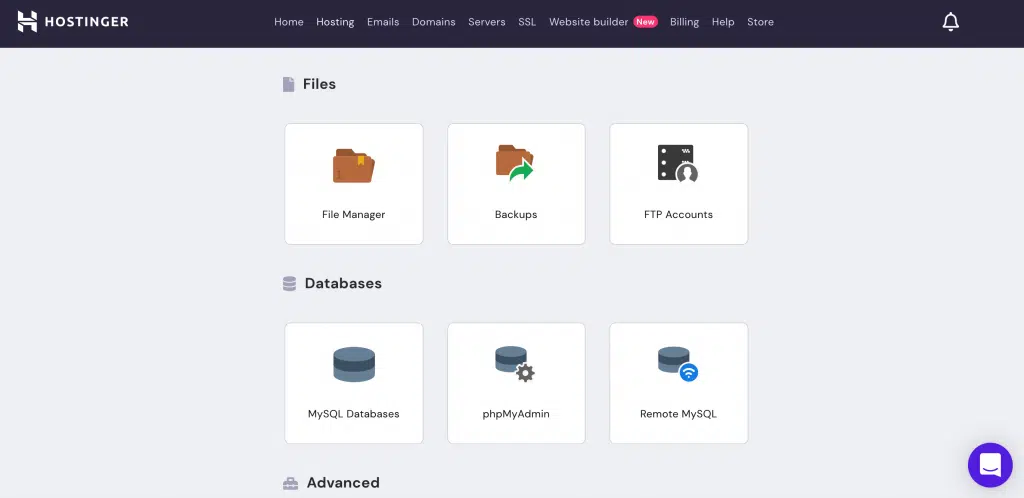 HOSTINGER
Home Hosting Emails Domains Servers SSL Website builder New Billing Help Store
Files
File Manager Backups FTP Accounts
Databases
MySQL Databases phpMyAdmin Remote MySQL
Advanced